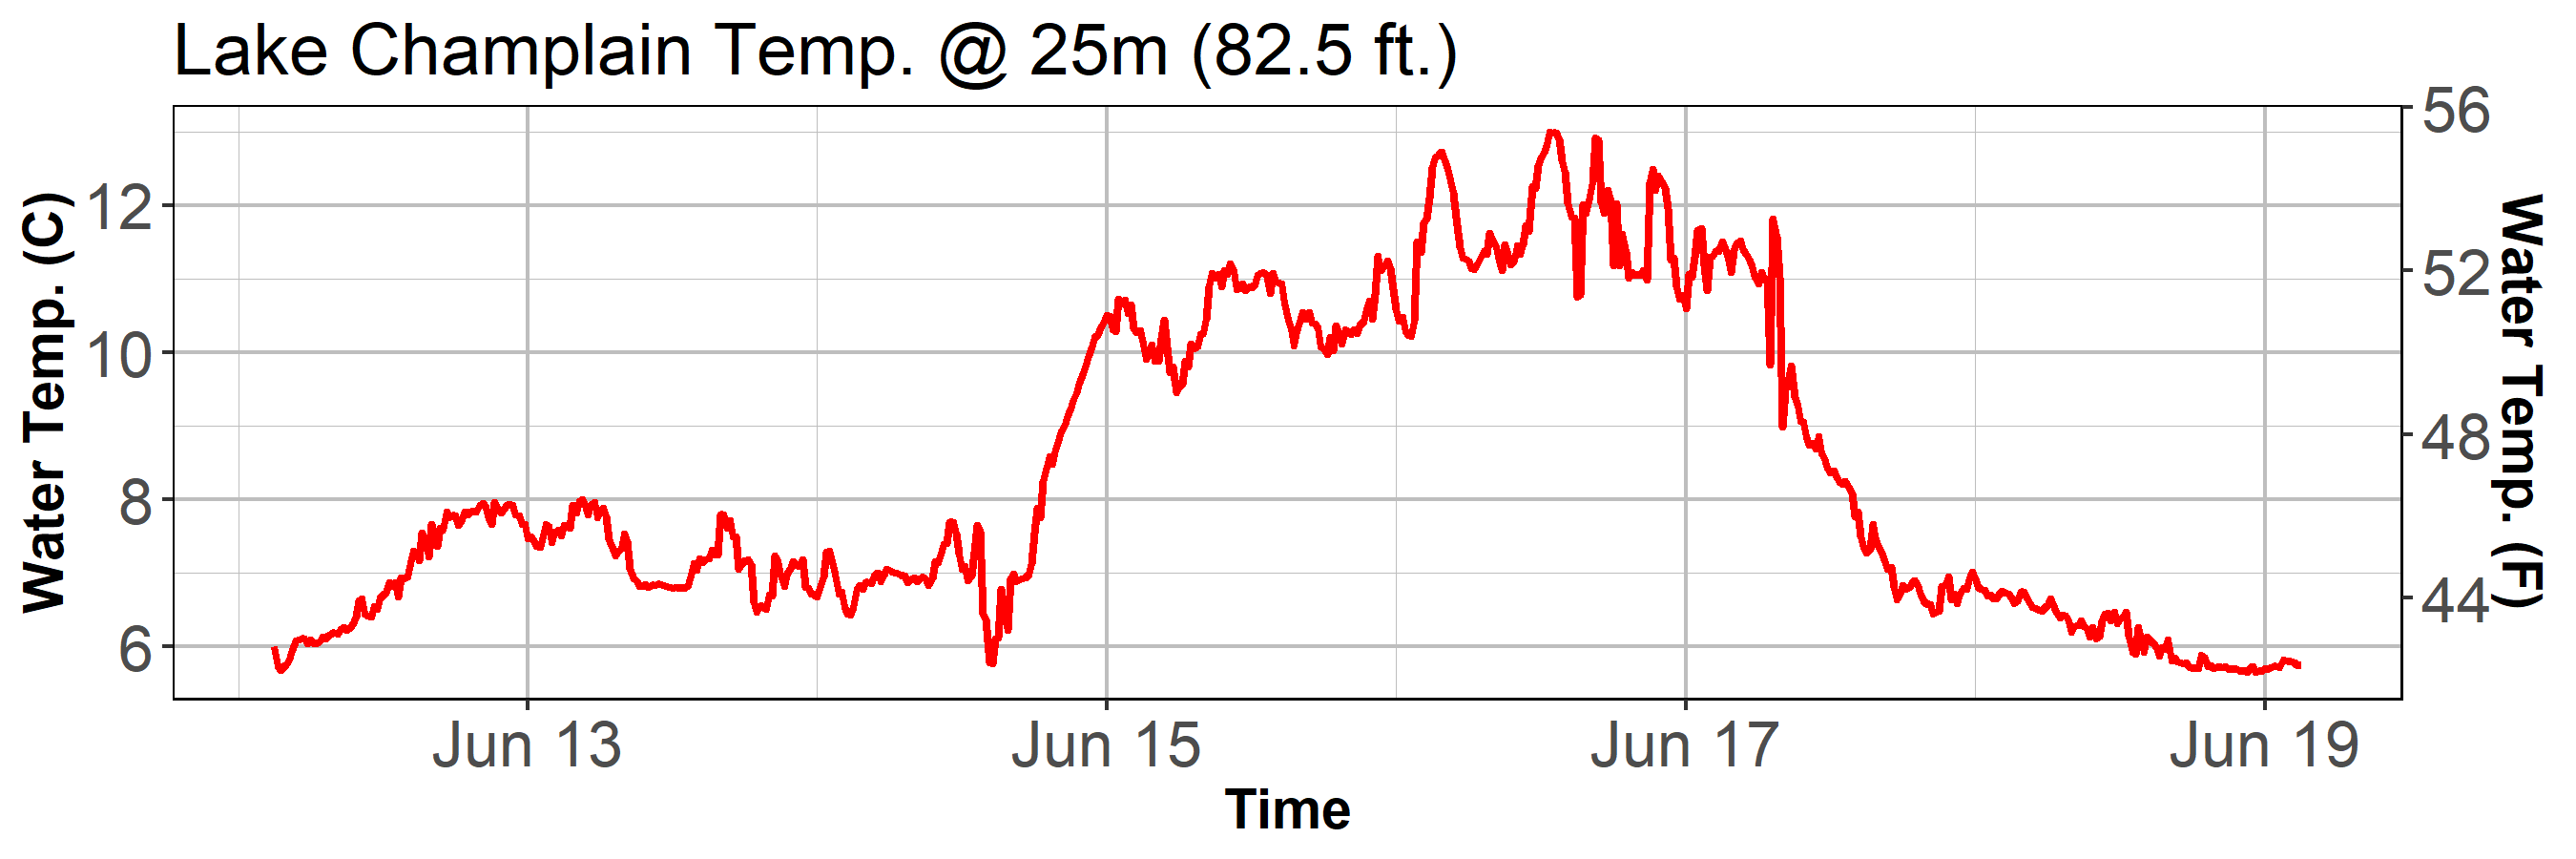 Lake Champlain Temp. @ 25m (82.5 ft.)
Water Temp. (C)
12
10
8
6
56
52
48
44
Water Temp. (F)
Jun 13
Jun 15
Jun 17
Jun 19
Time